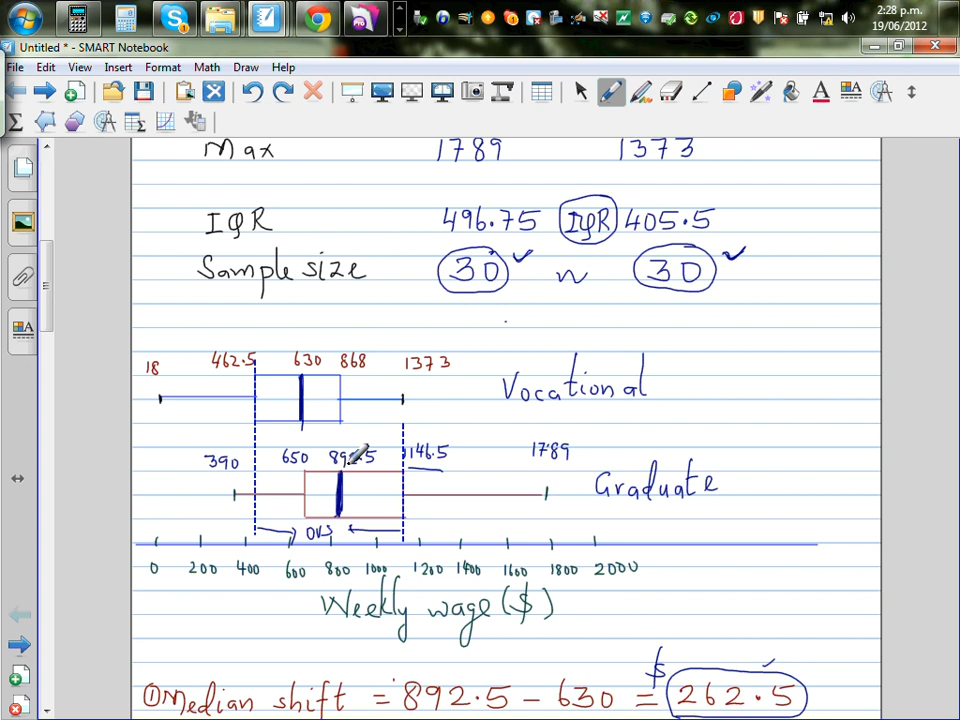 2:28 p.m.
19/06/2012
Untitled * - SMART Notebook
File Edit View Insert Format Math Draw Help
Max 1789 1373
IQR 496.75 IQR 405.5
Sample size 30 n 30
18 462.5 630 868 1373
Vocational
390 650 892.5 1146.5 1789
Graduate
OVS
0 200 400 600 800 1000 1200 1400 1600 1800 2000
Weekly wage ($)
① Median shift = 892.5 - 630 = $ 262.5